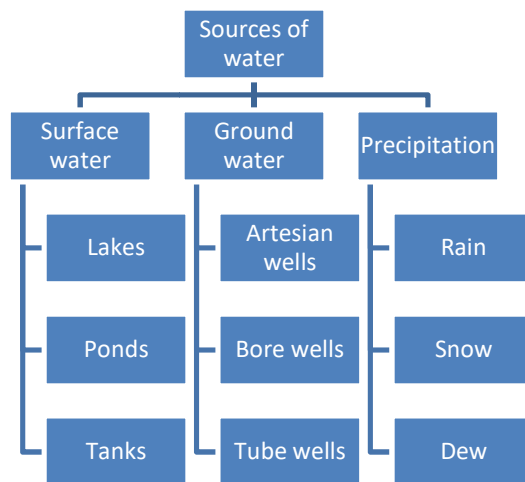 Sources of
water
Surface
water
Ground
water
Precipitation
Lakes
Artesian
wells
Rain
Ponds
Bore wells
Snow
Tanks
Tube wells
Dew